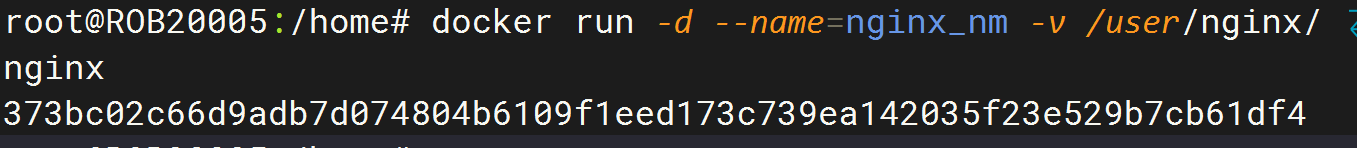 root@ROB20005:/home# docker run -d --name=nginx_nm -v /user/nginx/
nginx
373bc02c66d9adb7d074804b6109f1eed173c739ea142035f23e529b7cb61df4